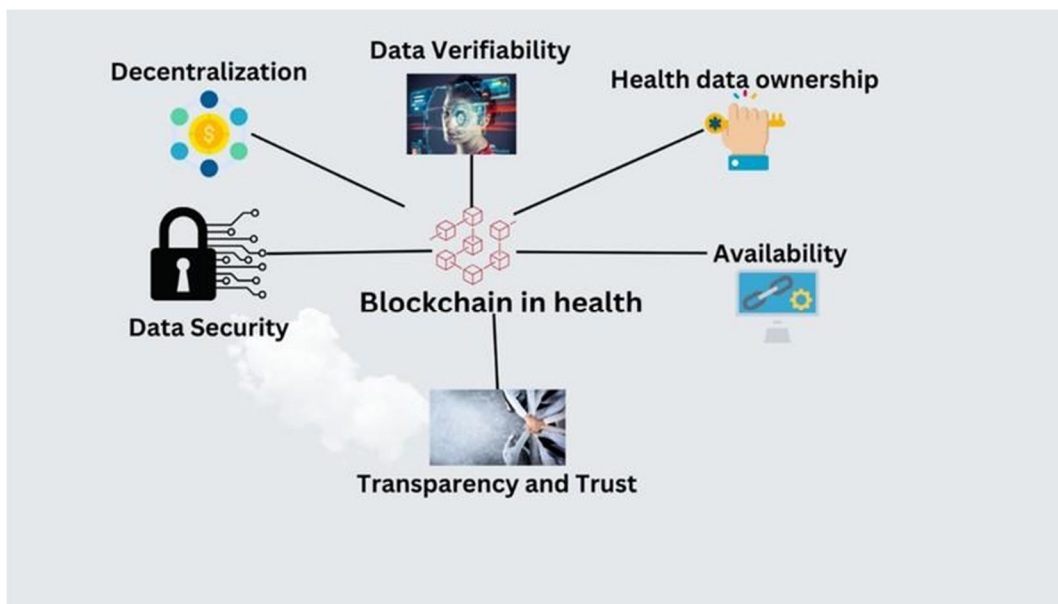 Data Verifiability
Decentralization
Health data ownership
Availability
Blockchain in health
Data Security
Transparency and Trust